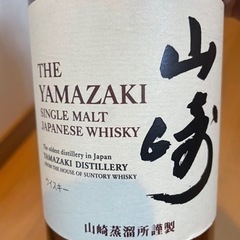 THE
YAMAZAKI
SINGLE MALT
JAPANESE WHISKY
The oldest distillery in Japan
YAMAZAKI DISTILLERY
FROM THE HOUSE OF SUNTORY WHISKY
ウイスキー
山崎
山崎蒸溜所謹製